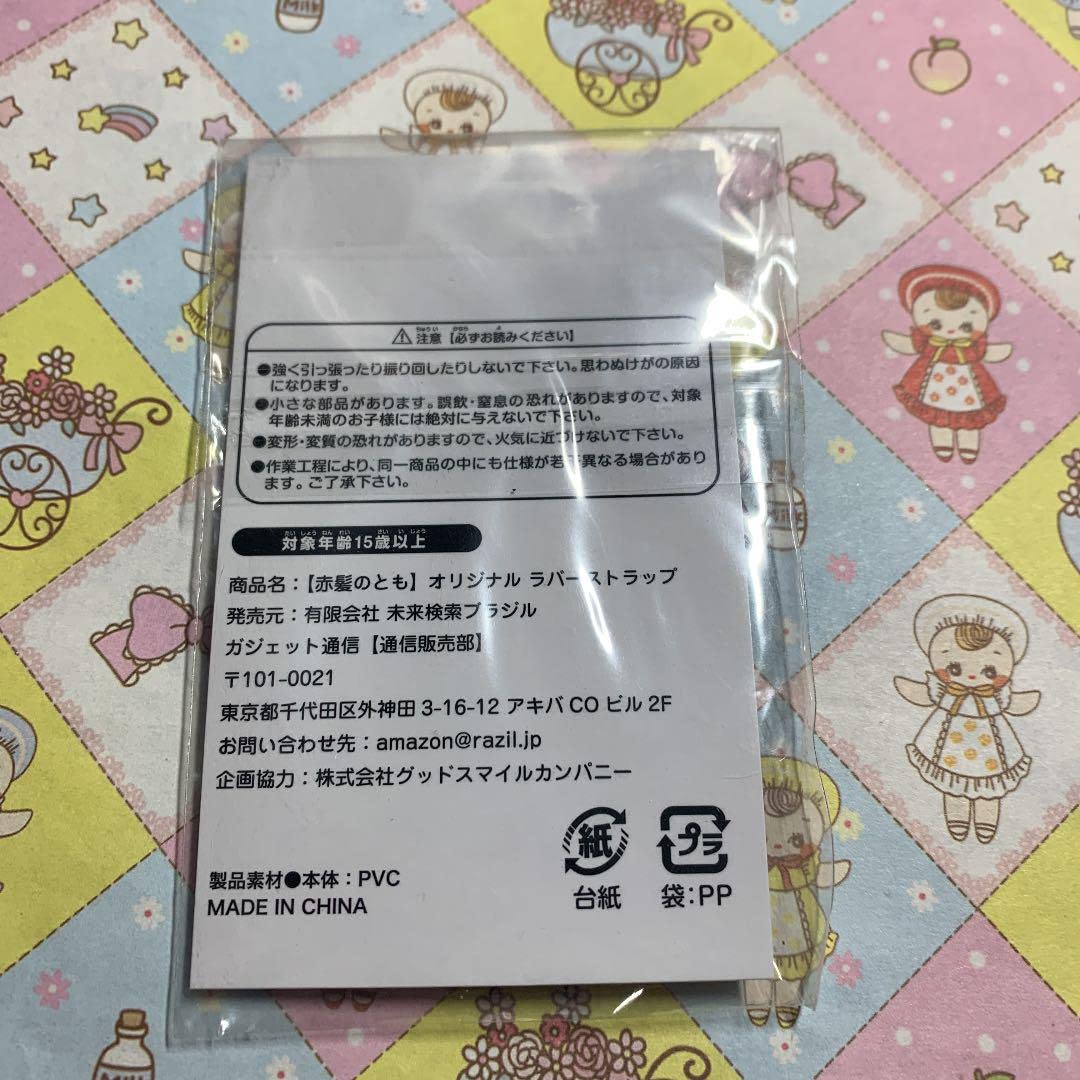 Milk
⚠注意【必ずお読みください】
●強く引っ張ったり振り回したりしないで下さい。思わぬけがの原因
になります。
●小さな部品があります。誤飲・窒息の恐れがありますので、対象
年齢未満のお子様には絶対に与えないで下さい。
●変形・変質の恐れがありますので、火気に近づけないで下さい。
●作業工程により、同一商品の中にも仕様が若干異なる場合があり
ます。ご了承下さい。
対象年齢15歳以上
商品名：【赤髪のとも】オリジナル ラバーストラップ
発売元：有限会社 未来検索ブラジル
ガジェット通信【通信販売部】
〒101-0021
東京都千代田区外神田 3-16-12 アキバ CO ビル 2F
お問い合わせ先：amazon@razil.jp
企画協力：株式会社グッドスマイルカンパニー
紙
プラ
台紙
袋：PP
製品素材●本体：PVC
MADE IN CHINA
Milk